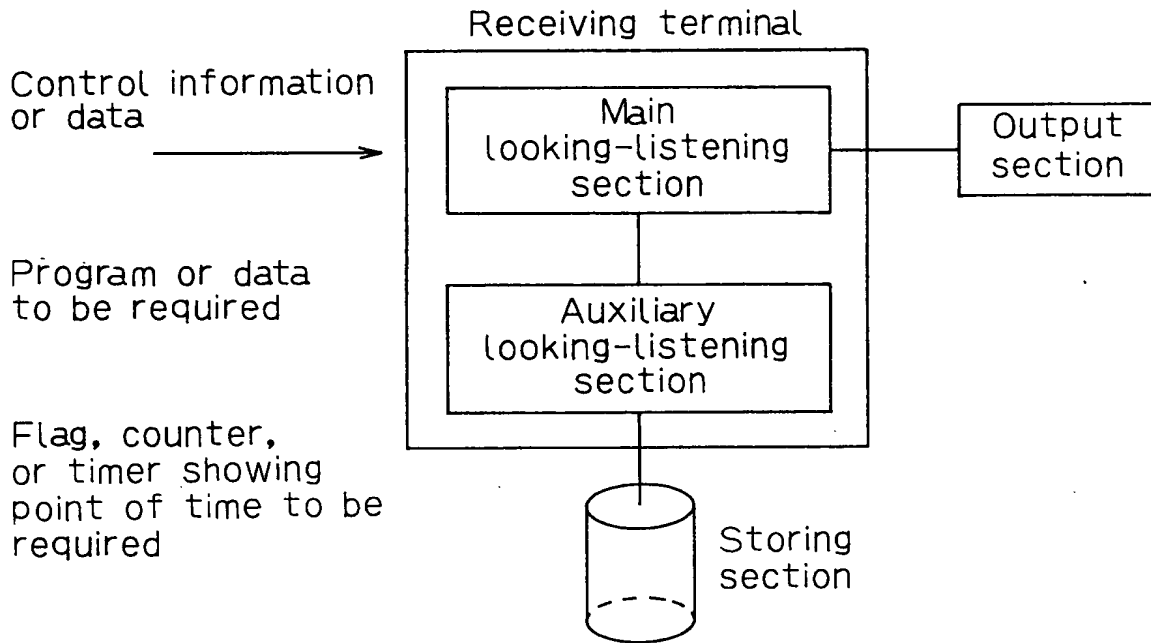 Receiving terminal
Control information
or data
Main
looking-listening
section
Output
section
Program or data
to be required
Auxiliary
looking-listening
section
Flag, counter,
or timer showing
point of time to be
required
Storing
section